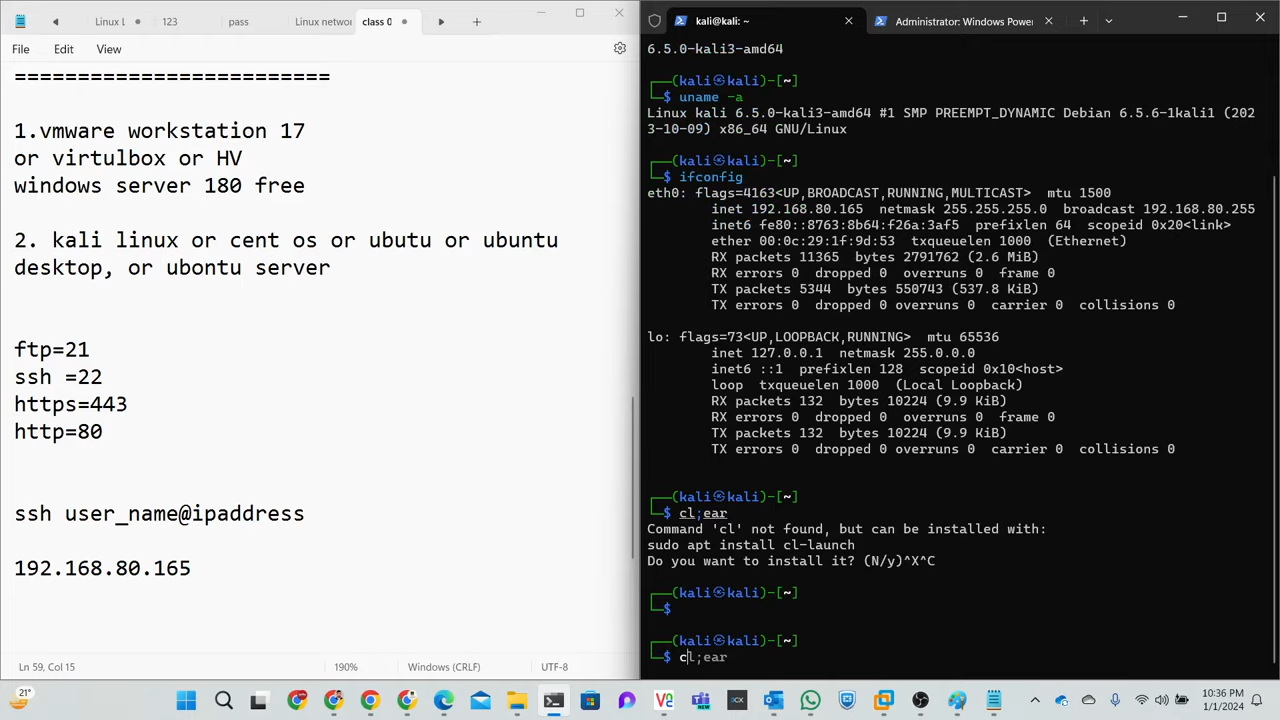 Linux L
123
pass
Linux networ
class 0
File
Edit
View
=========================
1.vmware workstation 17
or virtulbox or HV
windows server 180 free
2. kali linux or cent os or ubutu or ubuntu
desktop, or ubontu server
ftp=21
ssh =22
https=443
http=80
ssh user_name@ipaddress
192.168.80.165
Ln 59, Col 15
190%
Windows (CRLF)
UTF-8
kali@kali: ~
Administrator: Windows Powe
6.5.0-kali3-amd64
┌──(kali㉿kali)-[~]
└─$ uname -a
Linux kali 6.5.0-kali3-amd64 #1 SMP PREEMPT_DYNAMIC Debian 6.5.6-1kali1 (202
3-10-09) x86_64 GNU/Linux
┌──(kali㉿kali)-[~]
└─$ ifconfig
eth0: flags=4163<UP,BROADCAST,RUNNING,MULTICAST>  mtu 1500
inet 192.168.80.165  netmask 255.255.255.0  broadcast 192.168.80.255
inet6 fe80::8763:8b64:f26a:3af5  prefixlen 64  scopeid 0x20<link>
ether 00:0c:29:1f:9d:53  txqueuelen 1000  (Ethernet)
RX packets 11365  bytes 2791762 (2.6 MiB)
RX errors 0  dropped 0  overruns 0  frame 0
TX packets 5344  bytes 550743 (537.8 KiB)
TX errors 0  dropped 0 overruns 0  carrier 0  collisions 0
lo: flags=73<UP,LOOPBACK,RUNNING>  mtu 65536
inet 127.0.0.1  netmask 255.0.0.0
inet6 ::1  prefixlen 128  scopeid 0x10<host>
loop  txqueuelen 1000  (Local Loopback)
RX packets 132  bytes 10224 (9.9 KiB)
RX errors 0  dropped 0  overruns 0  frame 0
TX packets 132  bytes 10224 (9.9 KiB)
TX errors 0  dropped 0 overruns 0  carrier 0  collisions 0
┌──(kali㉿kali)-[~]
└─$ cl;ear
Command 'cl' not found, but can be installed with:
sudo apt install cl-launch
Do you want to install it? (N/y)^X^C
┌──(kali㉿kali)-[~]
└─$
┌──(kali㉿kali)-[~]
└─$ cl;ear
21°
NEW
10:36 PM
1/1/2024